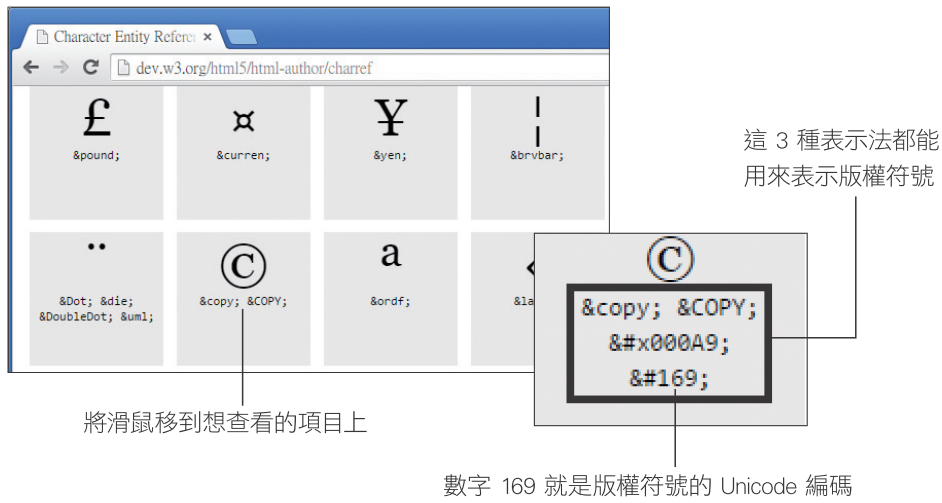 Character Entity Refere
dev.w3.org/html5/html-author/charref
£
¤
¥
¦
&pound;
&curren;
&yen;
&brvbar;
¨
©
a
&Dot; &die;
&DoubleDot; &uml;
&copy; &COPY;
&ordf;
&la
©
&copy; &COPY;
&#x000A9;
&#169;
這 3 種表示法都能
用來表示版權符號
將滑鼠移到想查看的項目上
數字 169 就是版權符號的 Unicode 編碼